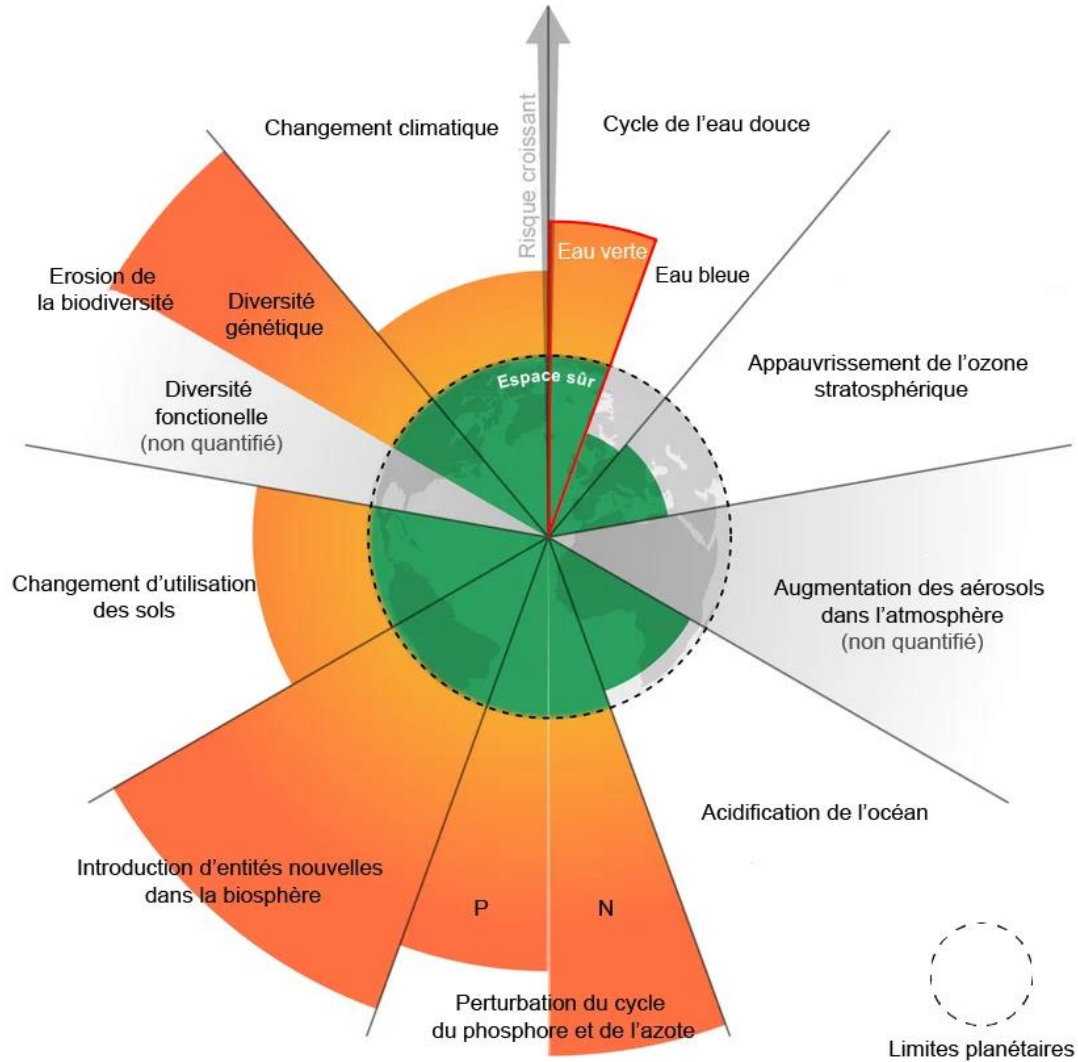 Risque croissant
Changement climatique
Cycle de l'eau douce
Eau verte
Eau bleue
Erosion de
la biodiversité
Diversité
génétique
Appauvrissement de l'ozone
stratosphérique
Espace sûr
Diversité
fonctionelle
(non quantifié)
Changement d'utilisation
des sols
Augmentation des aérosols
dans l'atmosphère
(non quantifié)
Acidification de l'océan
Introduction d'entités nouvelles
dans la biosphère
P
N
Perturbation du cycle
du phosphore et de l'azote
Limites planétaires